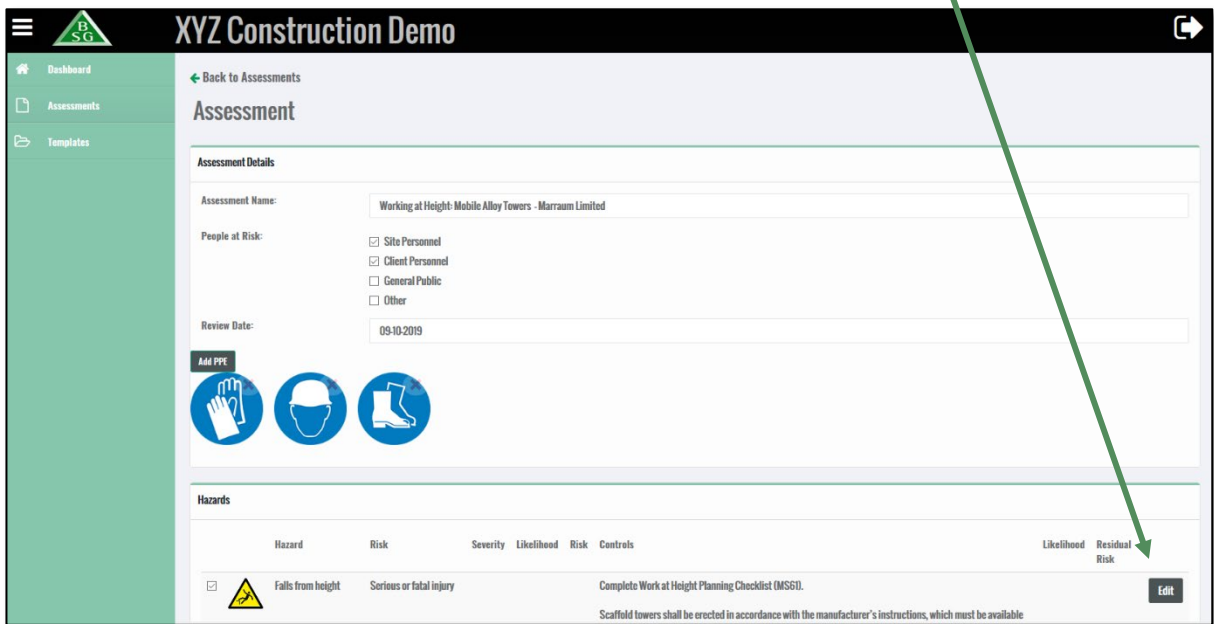 BSG
XYZ Construction Demo
Dashboard
Assessments
Templates
Back to Assessments
Assessment
Assessment Details
Assessment Name:
Working at Height: Mobile Alloy Towers - Marraum Limited
People at Risk:
Site Personnel
Client Personnel
General Public
Other
Review Date:
09-10-2019
Add PPE
Hazards
Hazard Risk Severity Likelihood Risk Controls Likelihood Residual
Risk
Falls from height Serious or fatal injury Complete Work at Height Planning Checklist (MS61). Edit
Scaffold towers shall be erected in accordance with the manufacturer's instructions, which must be available